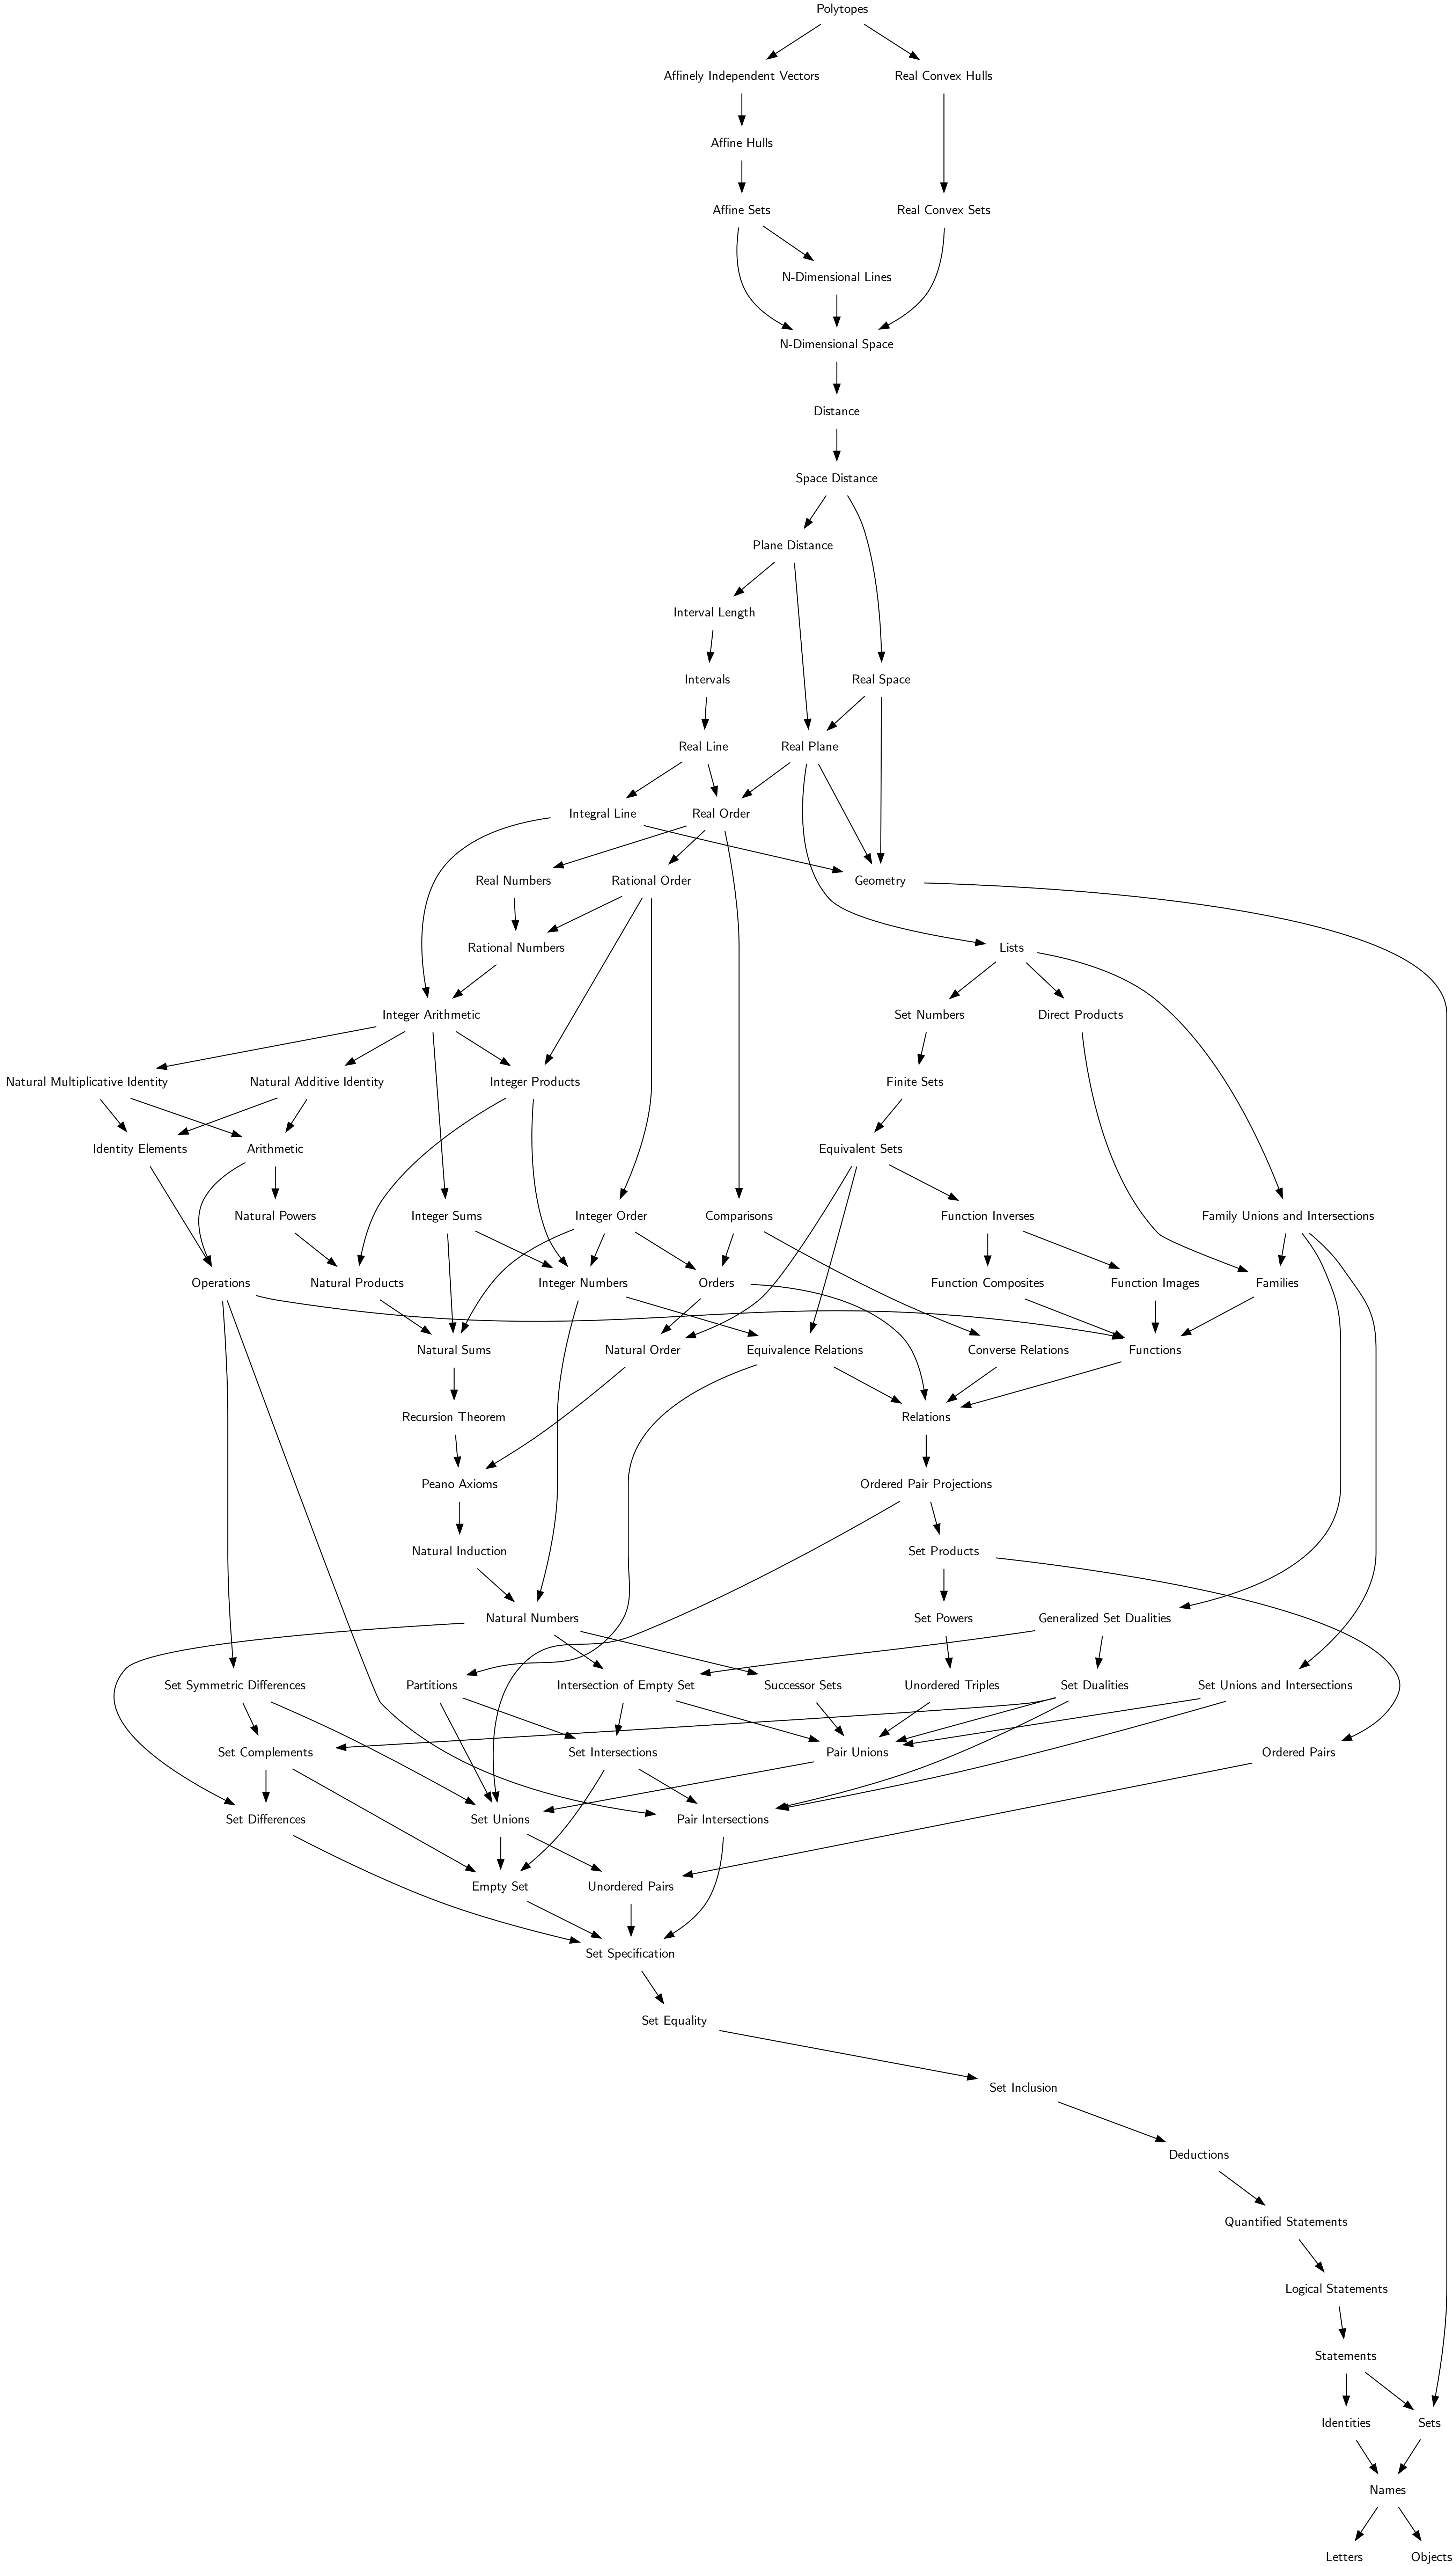 Polytopes
Affinely Independent Vectors
Real Convex Hulls
Affine Hulls
Affine Sets
Real Convex Sets
N-Dimensional Lines
N-Dimensional Space
Distance
Space Distance
Plane Distance
Interval Length
Intervals
Real Space
Real Line
Real Plane
Integral Line
Real Order
Real Numbers
Rational Order
Geometry
Rational Numbers
Lists
Integer Arithmetic
Set Numbers
Direct Products
Natural Multiplicative Identity
Natural Additive Identity
Integer Products
Finite Sets
Identity Elements
Arithmetic
Equivalent Sets
Natural Powers
Integer Sums
Integer Order
Comparisons
Function Inverses
Family Unions and Intersections
Operations
Natural Products
Integer Numbers
Orders
Function Composites
Function Images
Families
Natural Sums
Natural Order
Equivalence Relations
Converse Relations
Functions
Recursion Theorem
Relations
Peano Axioms
Ordered Pair Projections
Natural Induction
Set Products
Natural Numbers
Set Powers
Generalized Set Dualities
Set Symmetric Differences
Partitions
Intersection of Empty Set
Successor Sets
Unordered Triples
Set Dualities
Set Unions and Intersections
Set Complements
Set Intersections
Pair Unions
Ordered Pairs
Set Differences
Set Unions
Pair Intersections
Empty Set
Unordered Pairs
Set Specification
Set Equality
Set Inclusion
Deductions
Quantified Statements
Logical Statements
Statements
Identities
Sets
Names
Letters
Objects